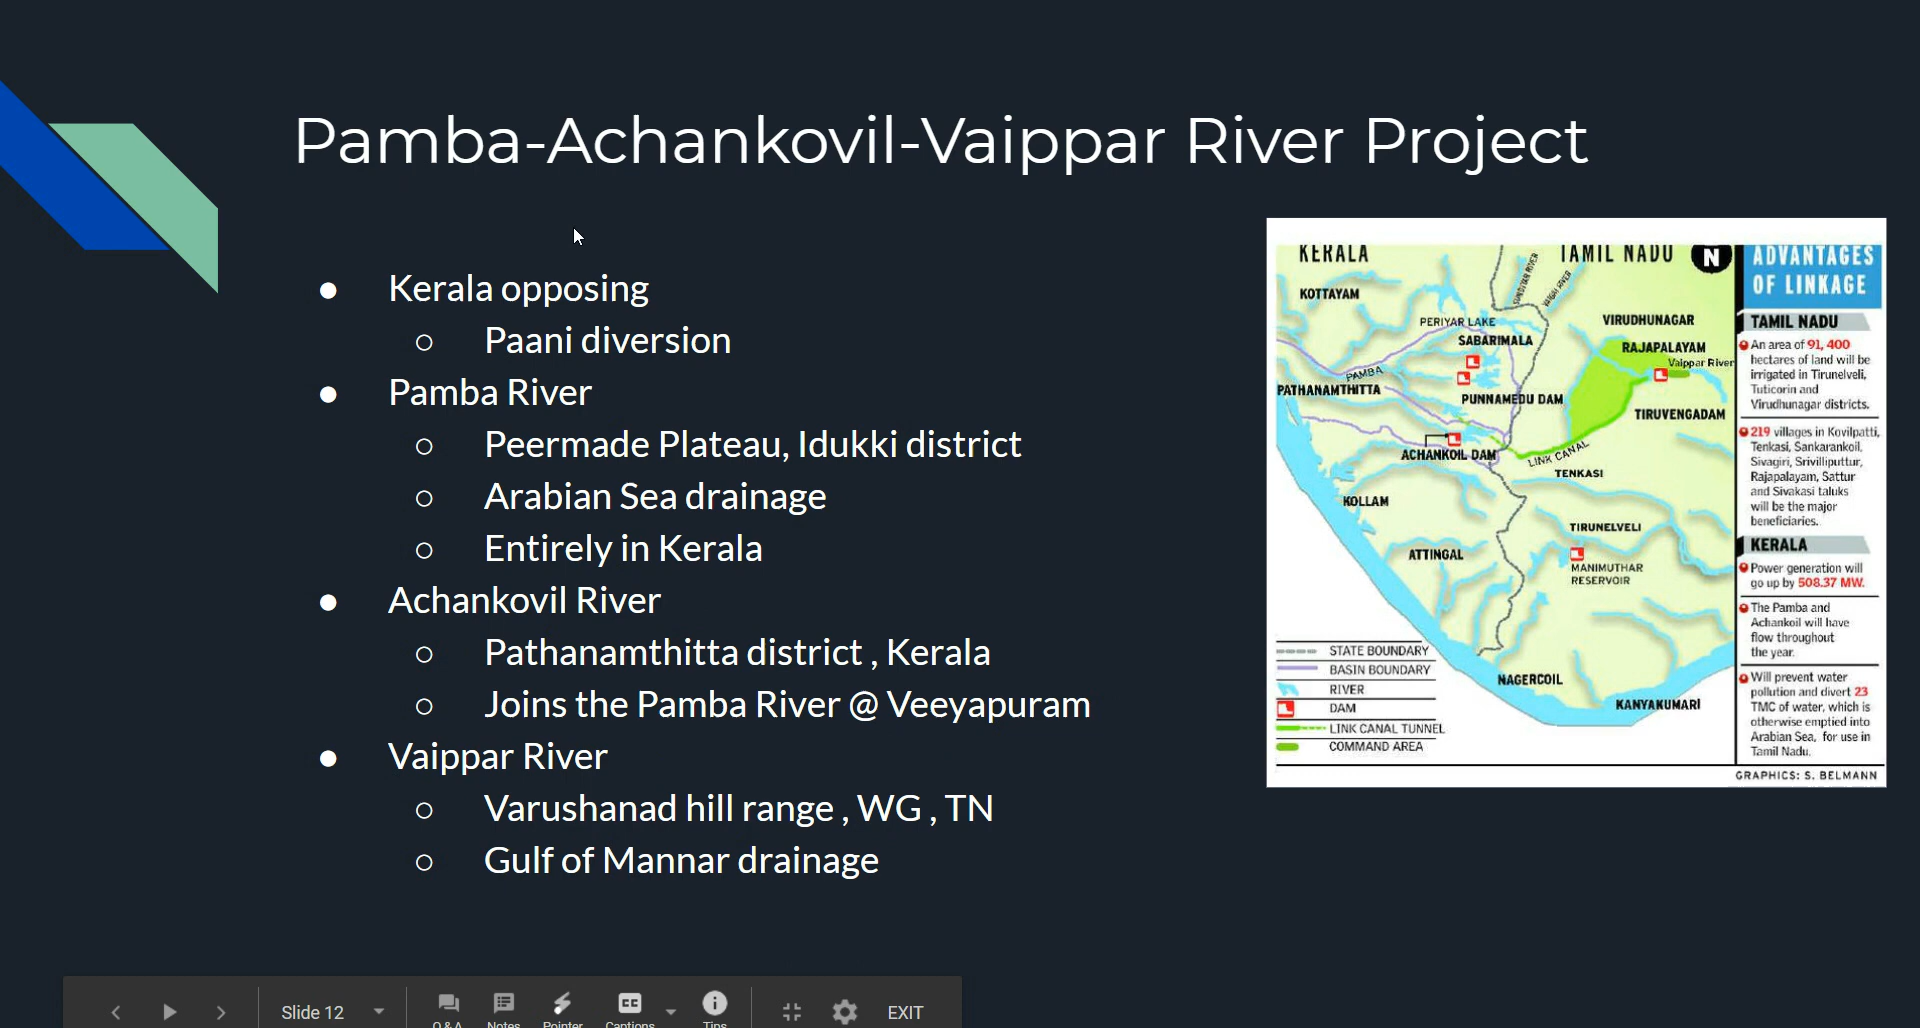 Pamba-Achankovil-Vaippar River Project
● Kerala opposing
○ Paani diversion
● Pamba River
○ Peermade Plateau, Idukki district
○ Arabian Sea drainage
○ Entirely in Kerala
● Achankovil River
○ Pathanamthitta district , Kerala
○ Joins the Pamba River @ Veeyapuram
● Vaippar River
○ Varushanad hill range , WG , TN
○ Gulf of Mannar drainage
KERALA
TAMIL NADU
N
KOTTAYAM
VAIGAI RIVER
PERIYAR LAKE
VIRUDHUNAGAR
SABARIMALA
RAJAPALAYAM
Vaippar River
PAMBA
PATHANAMTHITTA
PUNNAMEDU DAM
TIRUVENGADAM
ACHANKOIL DAM
LINK CANAL
TENKASI
KOLLAM
TIRUNELVELI
ATTINGAL
MANIMUTHAR
RESERVOIR
NAGERCOIL
KANYAKUMARI
STATE BOUNDARY
BASIN BOUNDARY
RIVER
DAM
LINK CANAL TUNNEL
COMMAND AREA
ADVANTAGES
OF LINKAGE
TAMIL NADU
An area of 91, 400
hectares of land will be
irrigated in Tirunelveli,
Tuticorin and
Virudhunagar districts.
219 villages in Kovilpatti,
Tenkasi, Sankarankoil,
Sivagiri, Srivilliputtur,
Rajapalayam, Sattur
and Sivakasi taluks
will be the major
beneficiaries.
KERALA
Power generation will
go up by 508.37 MW.
The Pamba and
Achankoil will have
flow throughout
the year.
Will prevent water
pollution and divert 23
TMC of water, which is
otherwise emptied into
Arabian Sea, for use in
Tamil Nadu.
GRAPHICS: S. BELMANN
Slide 12
Q&A
Notes
Pointer
CC
Captions
Tips
EXIT